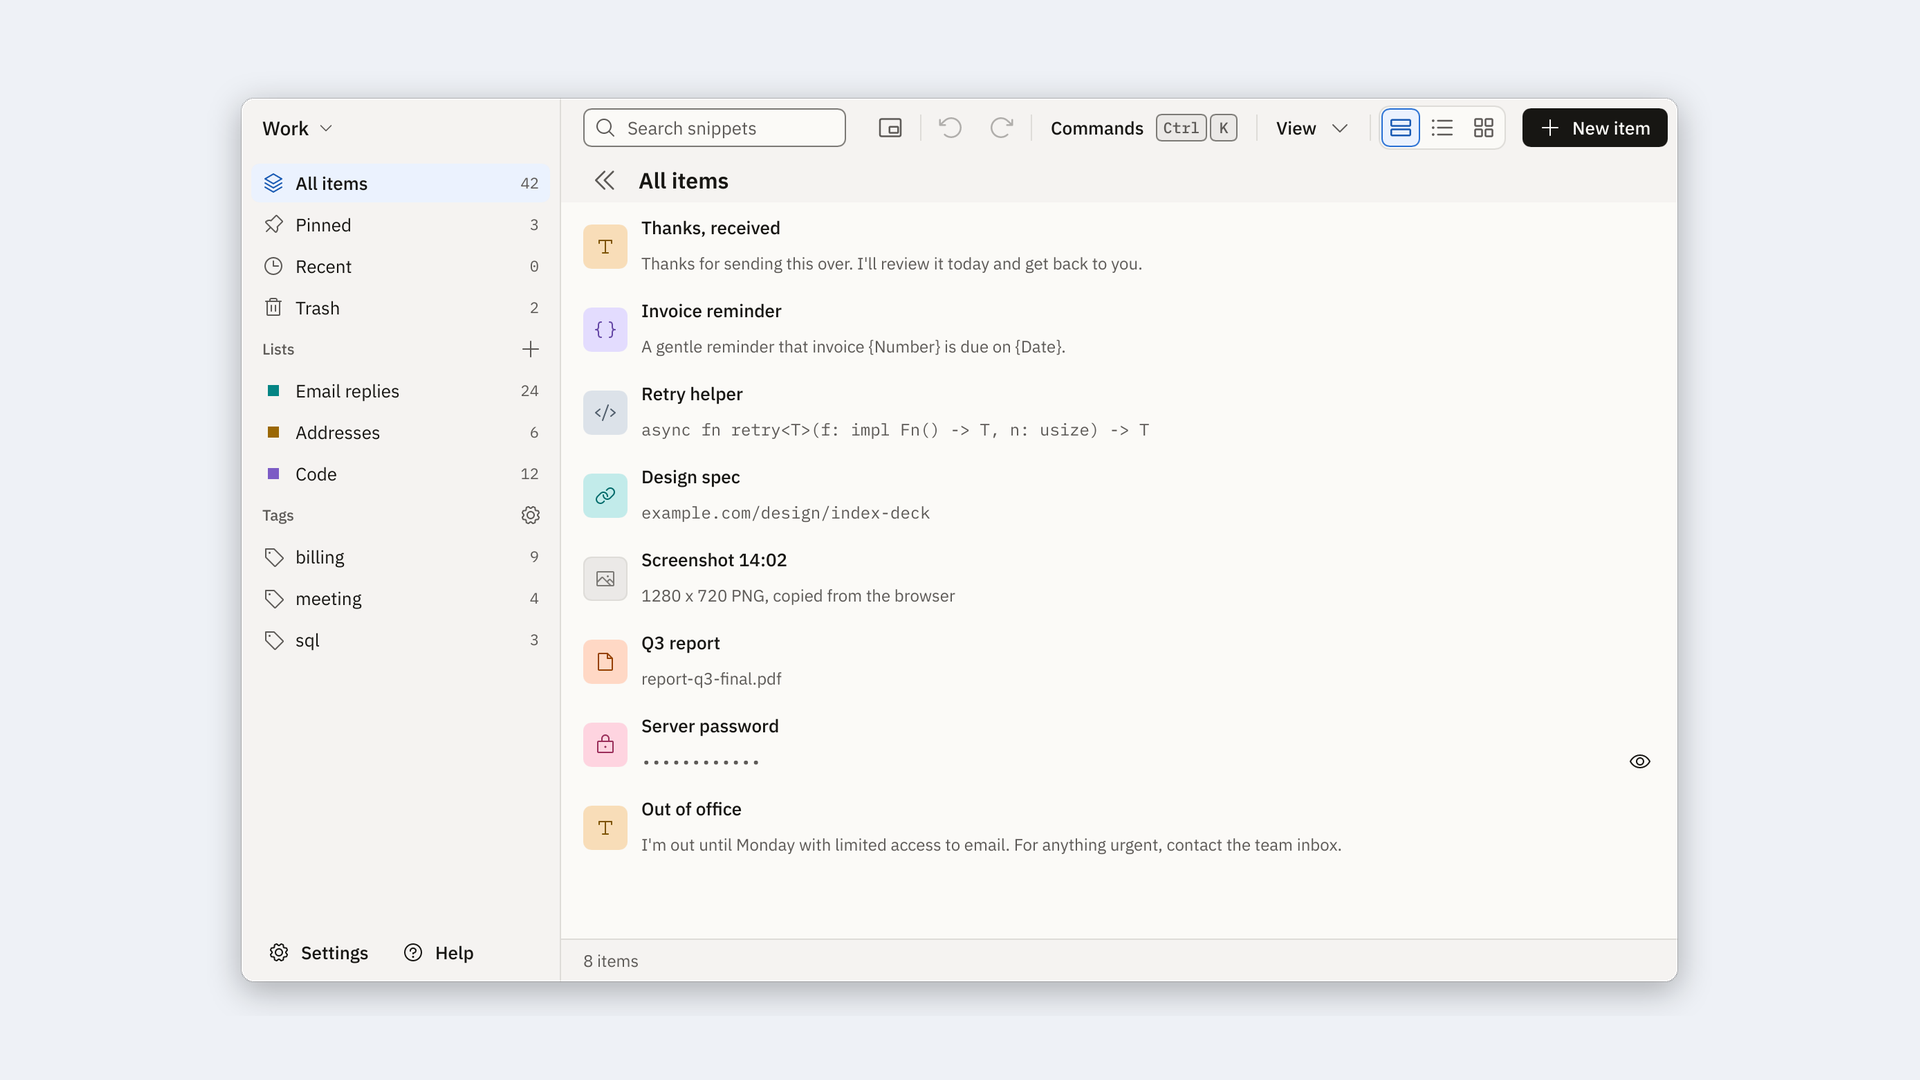 Work
All items 42
Pinned 3
Recent 0
Trash 2
Lists
Email replies 24
Addresses 6
Code 12
Tags
billing 9
meeting 4
sql 3
Settings Help
Search snippets Commands Ctrl K View New item
All items
T
Thanks, received
Thanks for sending this over. I'll review it today and get back to you.
{ }
Invoice reminder
A gentle reminder that invoice {Number} is due on {Date}.
</>
Retry helper
async fn retry<T>(f: impl Fn() -> T, n: usize) -> T
Design spec
example.com/design/index-deck
Screenshot 14:02
1280 x 720 PNG, copied from the browser
Q3 report
report-q3-final.pdf
Server password
••••••••••••
T
Out of office
I'm out until Monday with limited access to email. For anything urgent, contact the team inbox.
8 items